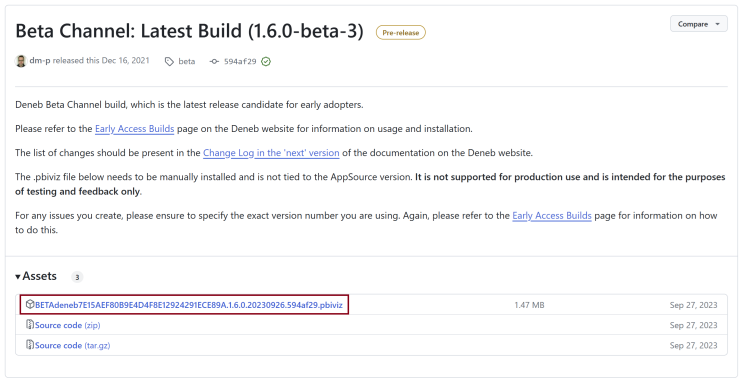 Beta Channel: Latest Build (1.6.0-beta-3) Pre-release Compare
dm-p released this Dec 16, 2021 beta 594af29
Deneb Beta Channel build, which is the latest release candidate for early adopters.
Please refer to the Early Access Builds page on the Deneb website for information on usage and installation.
The list of changes should be present in the Change Log in the 'next' version of the documentation on the Deneb website.
The .pbiviz file below needs to be manually installed and is not tied to the AppSource version. It is not supported for production use and is intended for the purposes
of testing and feedback only.
For any issues you create, please ensure to specify the exact version number you are using. Again, please refer to the Early Access Builds page for information on how
to do this.
Assets 3
BETAdeneb7E15AEF80B9E4D4F8E12924291ECE89A.1.6.0.20230926.594af29.pbiviz 1.47 MB Sep 27, 2023
Source code (zip) Sep 27, 2023
Source code (tar.gz) Sep 27, 2023